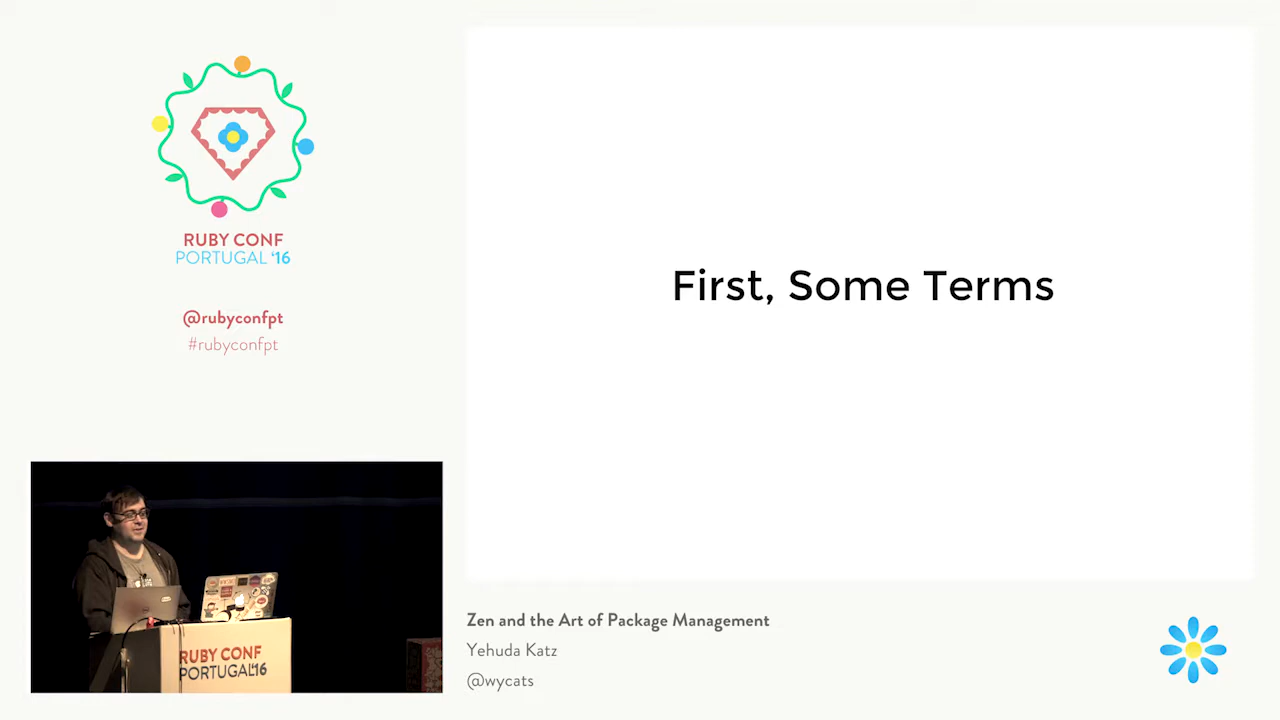 RUBY CONF
PORTUGAL ‘16
@rubyconfpt
#rubyconfpt
First, Some Terms
RUBY CONF
PORTUGAL‘16
Zen and the Art of Package Management
Yehuda Katz
@wycats